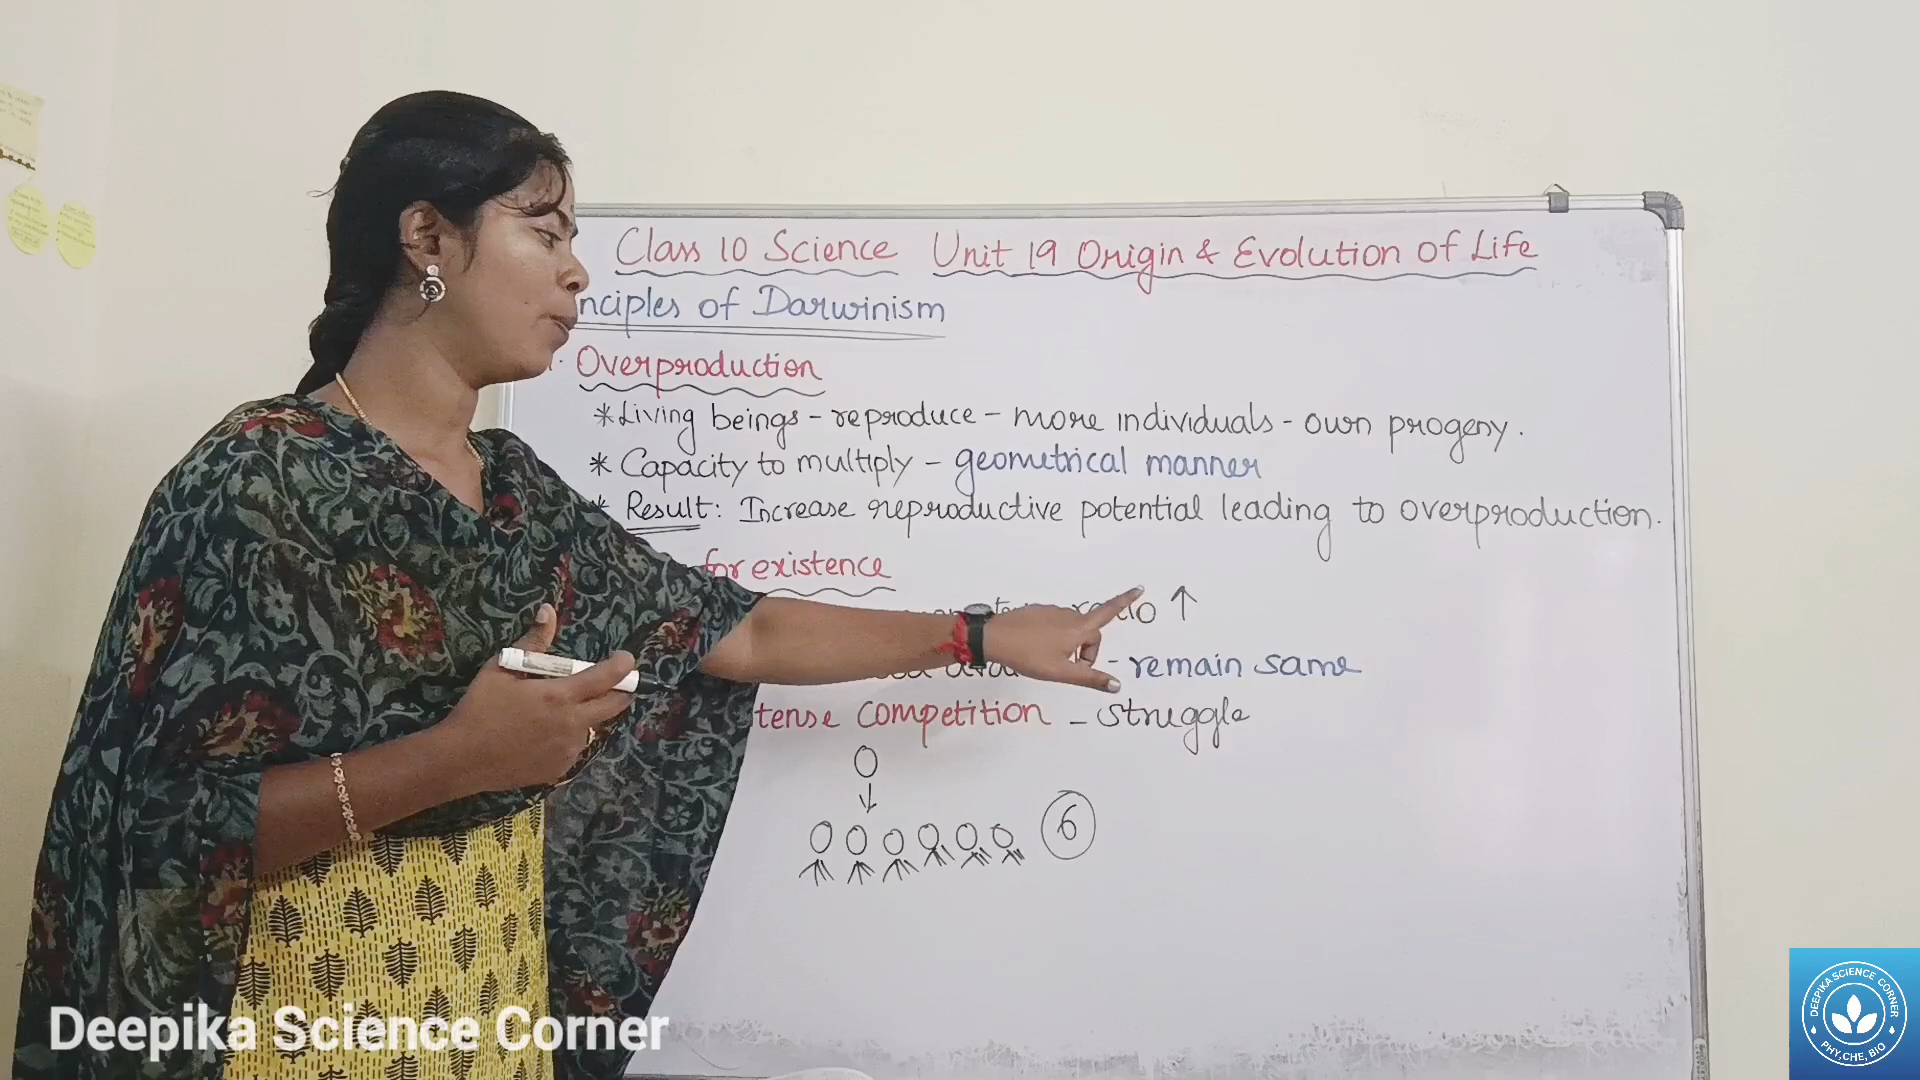 Class 10 Science Unit 19 Origin & Evolution of Life
nciples of Darwinism
Overproduction
* Living beings - reproduce - more individuals - own progeny.
* Capacity to multiply - geometrical manner
* Result: Increase reproductive potential leading to overproduction.
for existence
ratio ↑
- remain same
tense competition - struggle
6
Deepika Science Corner
DEEPIKA SCIENCE CORNER
PHY, CHE, BIO